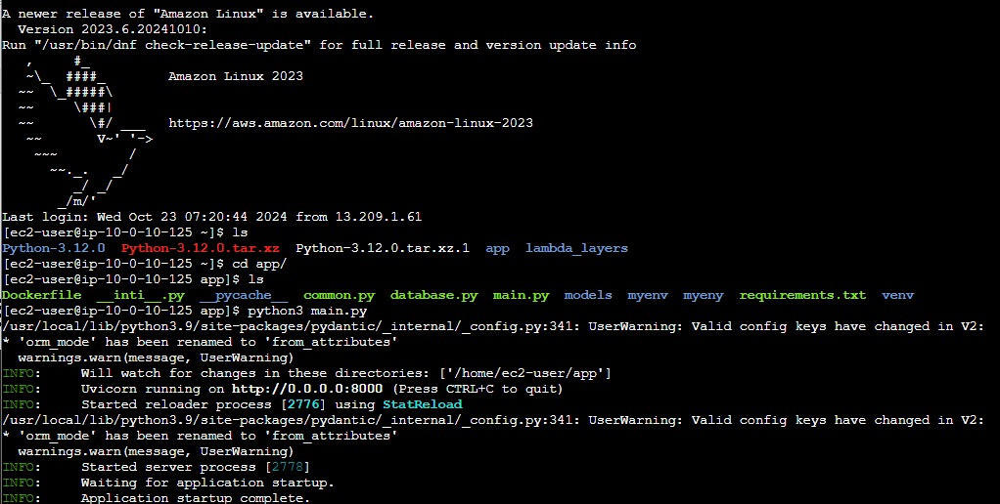 A newer release of "Amazon Linux" is available.
  Version 2023.6.20241010:
Run "/usr/bin/dnf check-release-update" for full release and version update info
   ,     #_
   ~\_  ####_        Amazon Linux 2023
  ~~  \_#####\
  ~~     \###|
  ~~       \#/ ___   https://aws.amazon.com/linux/amazon-linux-2023
   ~~       V~' '->
    ~~~         /
      ~~._.   _/
         _/ _/
       _/m/'
Last login: Wed Oct 23 07:20:44 2024 from 13.209.1.61
[ec2-user@ip-10-0-10-125 ~]$ ls
Python-3.12.0  Python-3.12.0.tar.xz  Python-3.12.0.tar.xz.1  app  lambda_layers
[ec2-user@ip-10-0-10-125 ~]$ cd app/
[ec2-user@ip-10-0-10-125 app]$ ls
Dockerfile  __inti__.py  __pycache__  common.py  database.py  main.py  models  myenv  myeny  requirements.txt  venv
[ec2-user@ip-10-0-10-125 app]$ python3 main.py
/usr/local/lib/python3.9/site-packages/pydantic/_internal/_config.py:341: UserWarning: Valid config keys have changed in V2:
* 'orm_mode' has been renamed to 'from_attributes'
  warnings.warn(message, UserWarning)
INFO:     Will watch for changes in these directories: ['/home/ec2-user/app']
INFO:     Uvicorn running on http://0.0.0.0:8000 (Press CTRL+C to quit)
INFO:     Started reloader process [2776] using StatReload
/usr/local/lib/python3.9/site-packages/pydantic/_internal/_config.py:341: UserWarning: Valid config keys have changed in V2:
* 'orm_mode' has been renamed to 'from_attributes'
  warnings.warn(message, UserWarning)
INFO:     Started server process [2778]
INFO:     Waiting for application startup.
INFO:     Application startup complete.